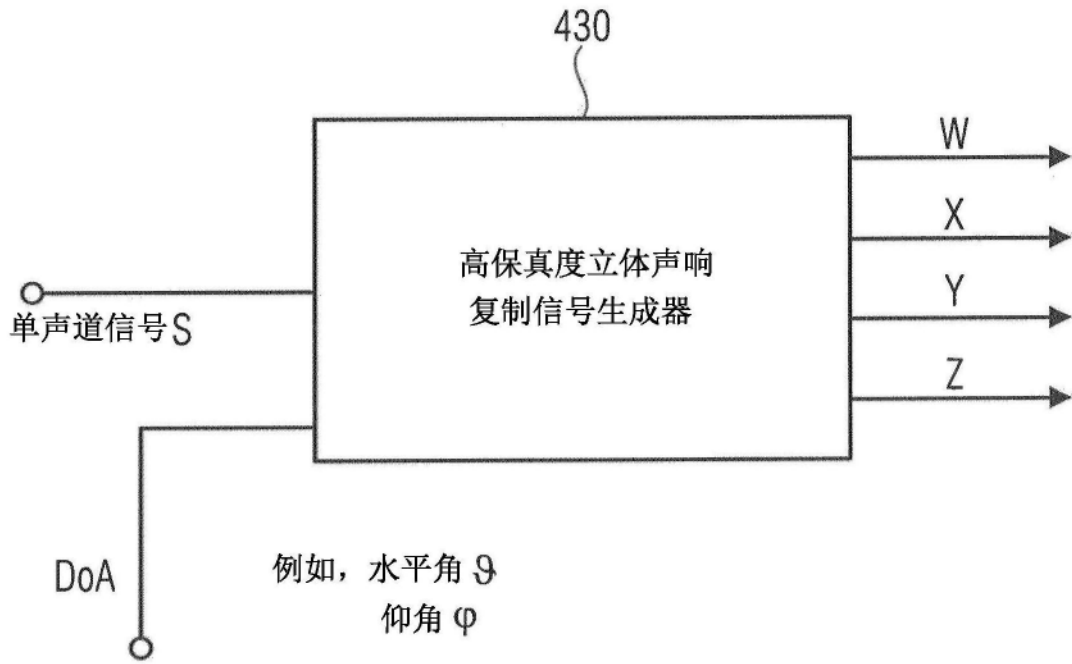 430
W
X
高保真度立体声响
复制信号生成器
Y
单声道信号S
Z
DoA
例如，水平角 ϑ
仰角 φ